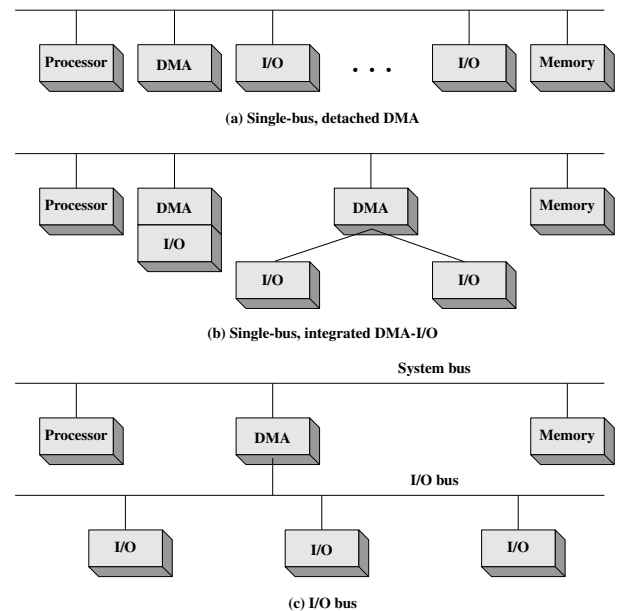 Processor DMA I/O . . . I/O Memory
(a) Single-bus, detached DMA
Processor DMA DMA Memory
I/O
I/O I/O
(b) Single-bus, integrated DMA-I/O
System bus
Processor DMA Memory
I/O bus
I/O I/O I/O
(c) I/O bus